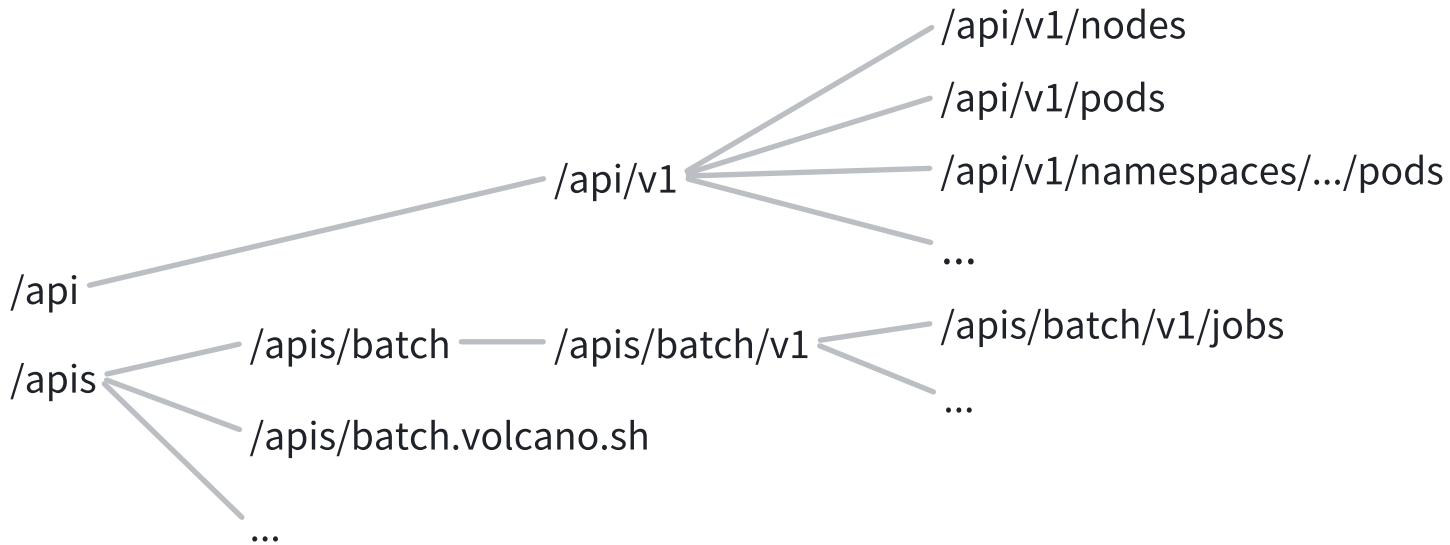 /api/v1/nodes
/api/v1/pods
/api/v1
/api/v1/namespaces/.../pods
...
/api
/apis/batch
/apis/batch/v1
/apis/batch/v1/jobs
/apis
...
/apis/batch.volcano.sh
...